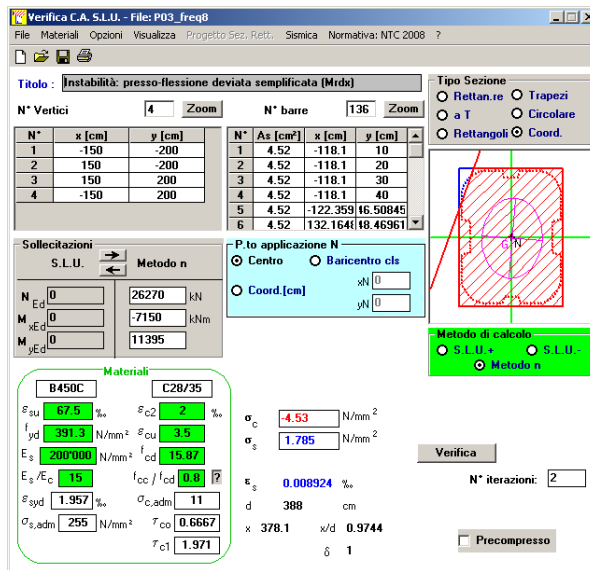 Verifica C.A. S.L.U. - File: P03_freq8
File Materiali Opzioni Visualizza Progetto Sez. Rett. Sismica Normativa: NTC 2008 ?
Titolo : Instabilità: presso-flessione deviata semplificata (Mrdx)
N° Vertici 4 Zoom N° barre 136 Zoom
N° x [cm] y [cm]
1 -150 -200
2 150 -200
3 150 200
4 -150 200
N° As [cm²] x [cm] y [cm]
1 4.52 -118.1 10
2 4.52 -118.1 20
3 4.52 -118.1 30
4 4.52 -118.1 40
5 4.52 -122.359 46.50845
6 4.52 132.1648 48.46961
Tipo Sezione
Rettan.re Trapezi
a T Circolare
Rettangoli Coord.
G N
Sollecitazioni
S.L.U. Metodo n
N Ed 0 26270 kN
M xEd 0 -7150 kNm
M yEd 0 11395
P.to applicazione N
Centro Baricentro cls
Coord.[cm] xN 0
yN 0
Metodo di calcolo
S.L.U.+ S.L.U.-
Metodo n
Materiali
B450C C28/35
εsu 67.5 ‰ εc2 2 ‰
fyd 391.3 N/mm² εcu 3.5
Es 200'000 N/mm² fcd 15.87
Es/Ec 15 fcc/fcd 0.8 ?
εsyd 1.957 ‰ σc,adm 11
σs,adm 255 N/mm² τco 0.6667
τc1 1.971
σc -4.53 N/mm²
σs 1.785 N/mm²
εs 0.008924 ‰
d 388 cm
x 378.1 x/d 0.9744
δ 1
Verifica
N° iterazioni: 2
Precompresso